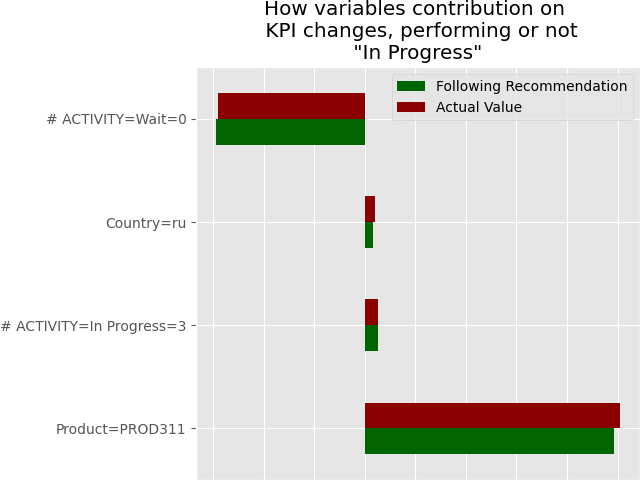 How variables contribution on
KPI changes, performing or not
"In Progress"
Following Recommendation
Actual Value
# ACTIVITY=Wait=0
Country=ru
# ACTIVITY=In Progress=3
Product=PROD311